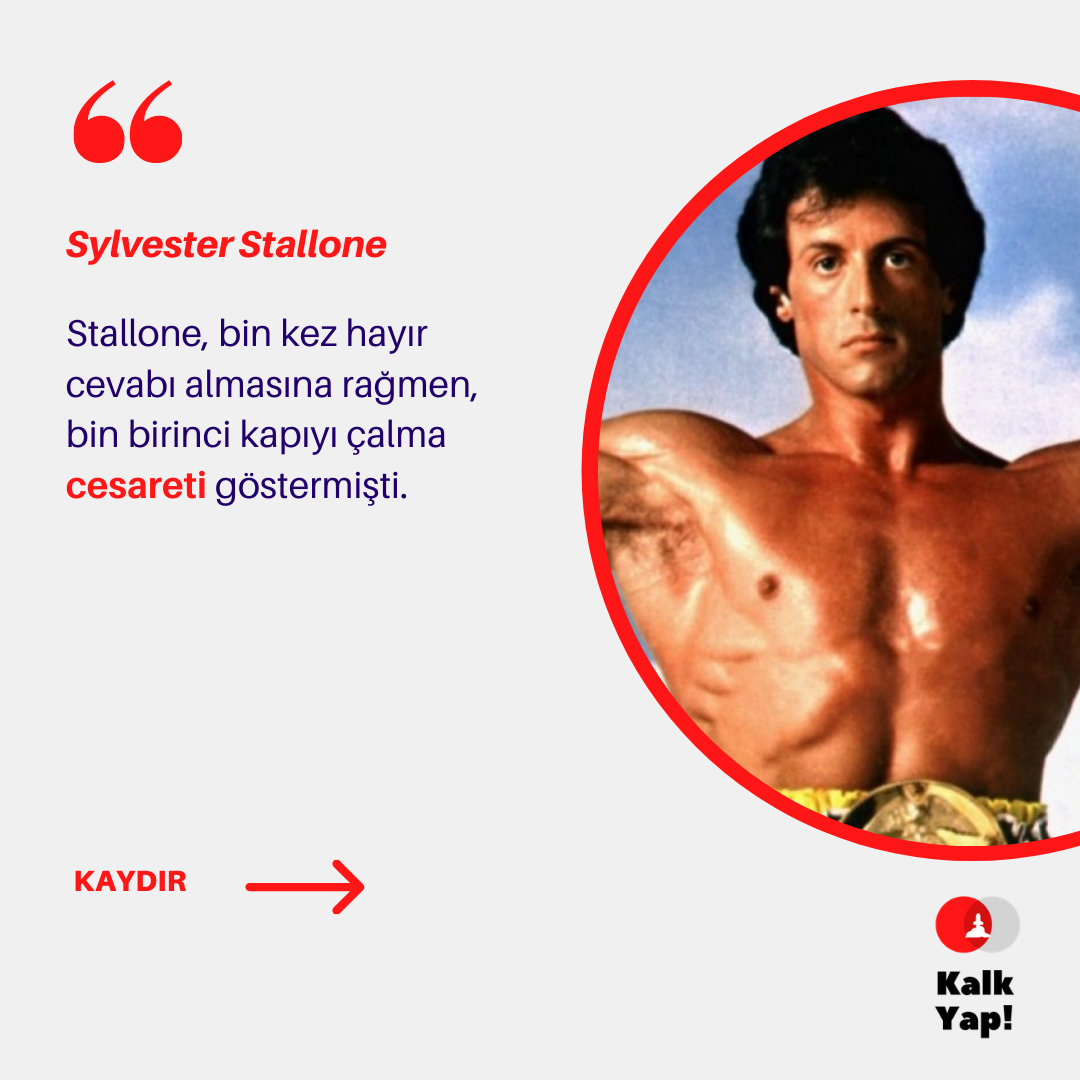 Sylvester Stallone
Stallone, bin kez hayır
cevabı almasına rağmen,
bin birinci kapıyı çalma
cesareti göstermişti.
KAYDIR
Kalk
Yap!